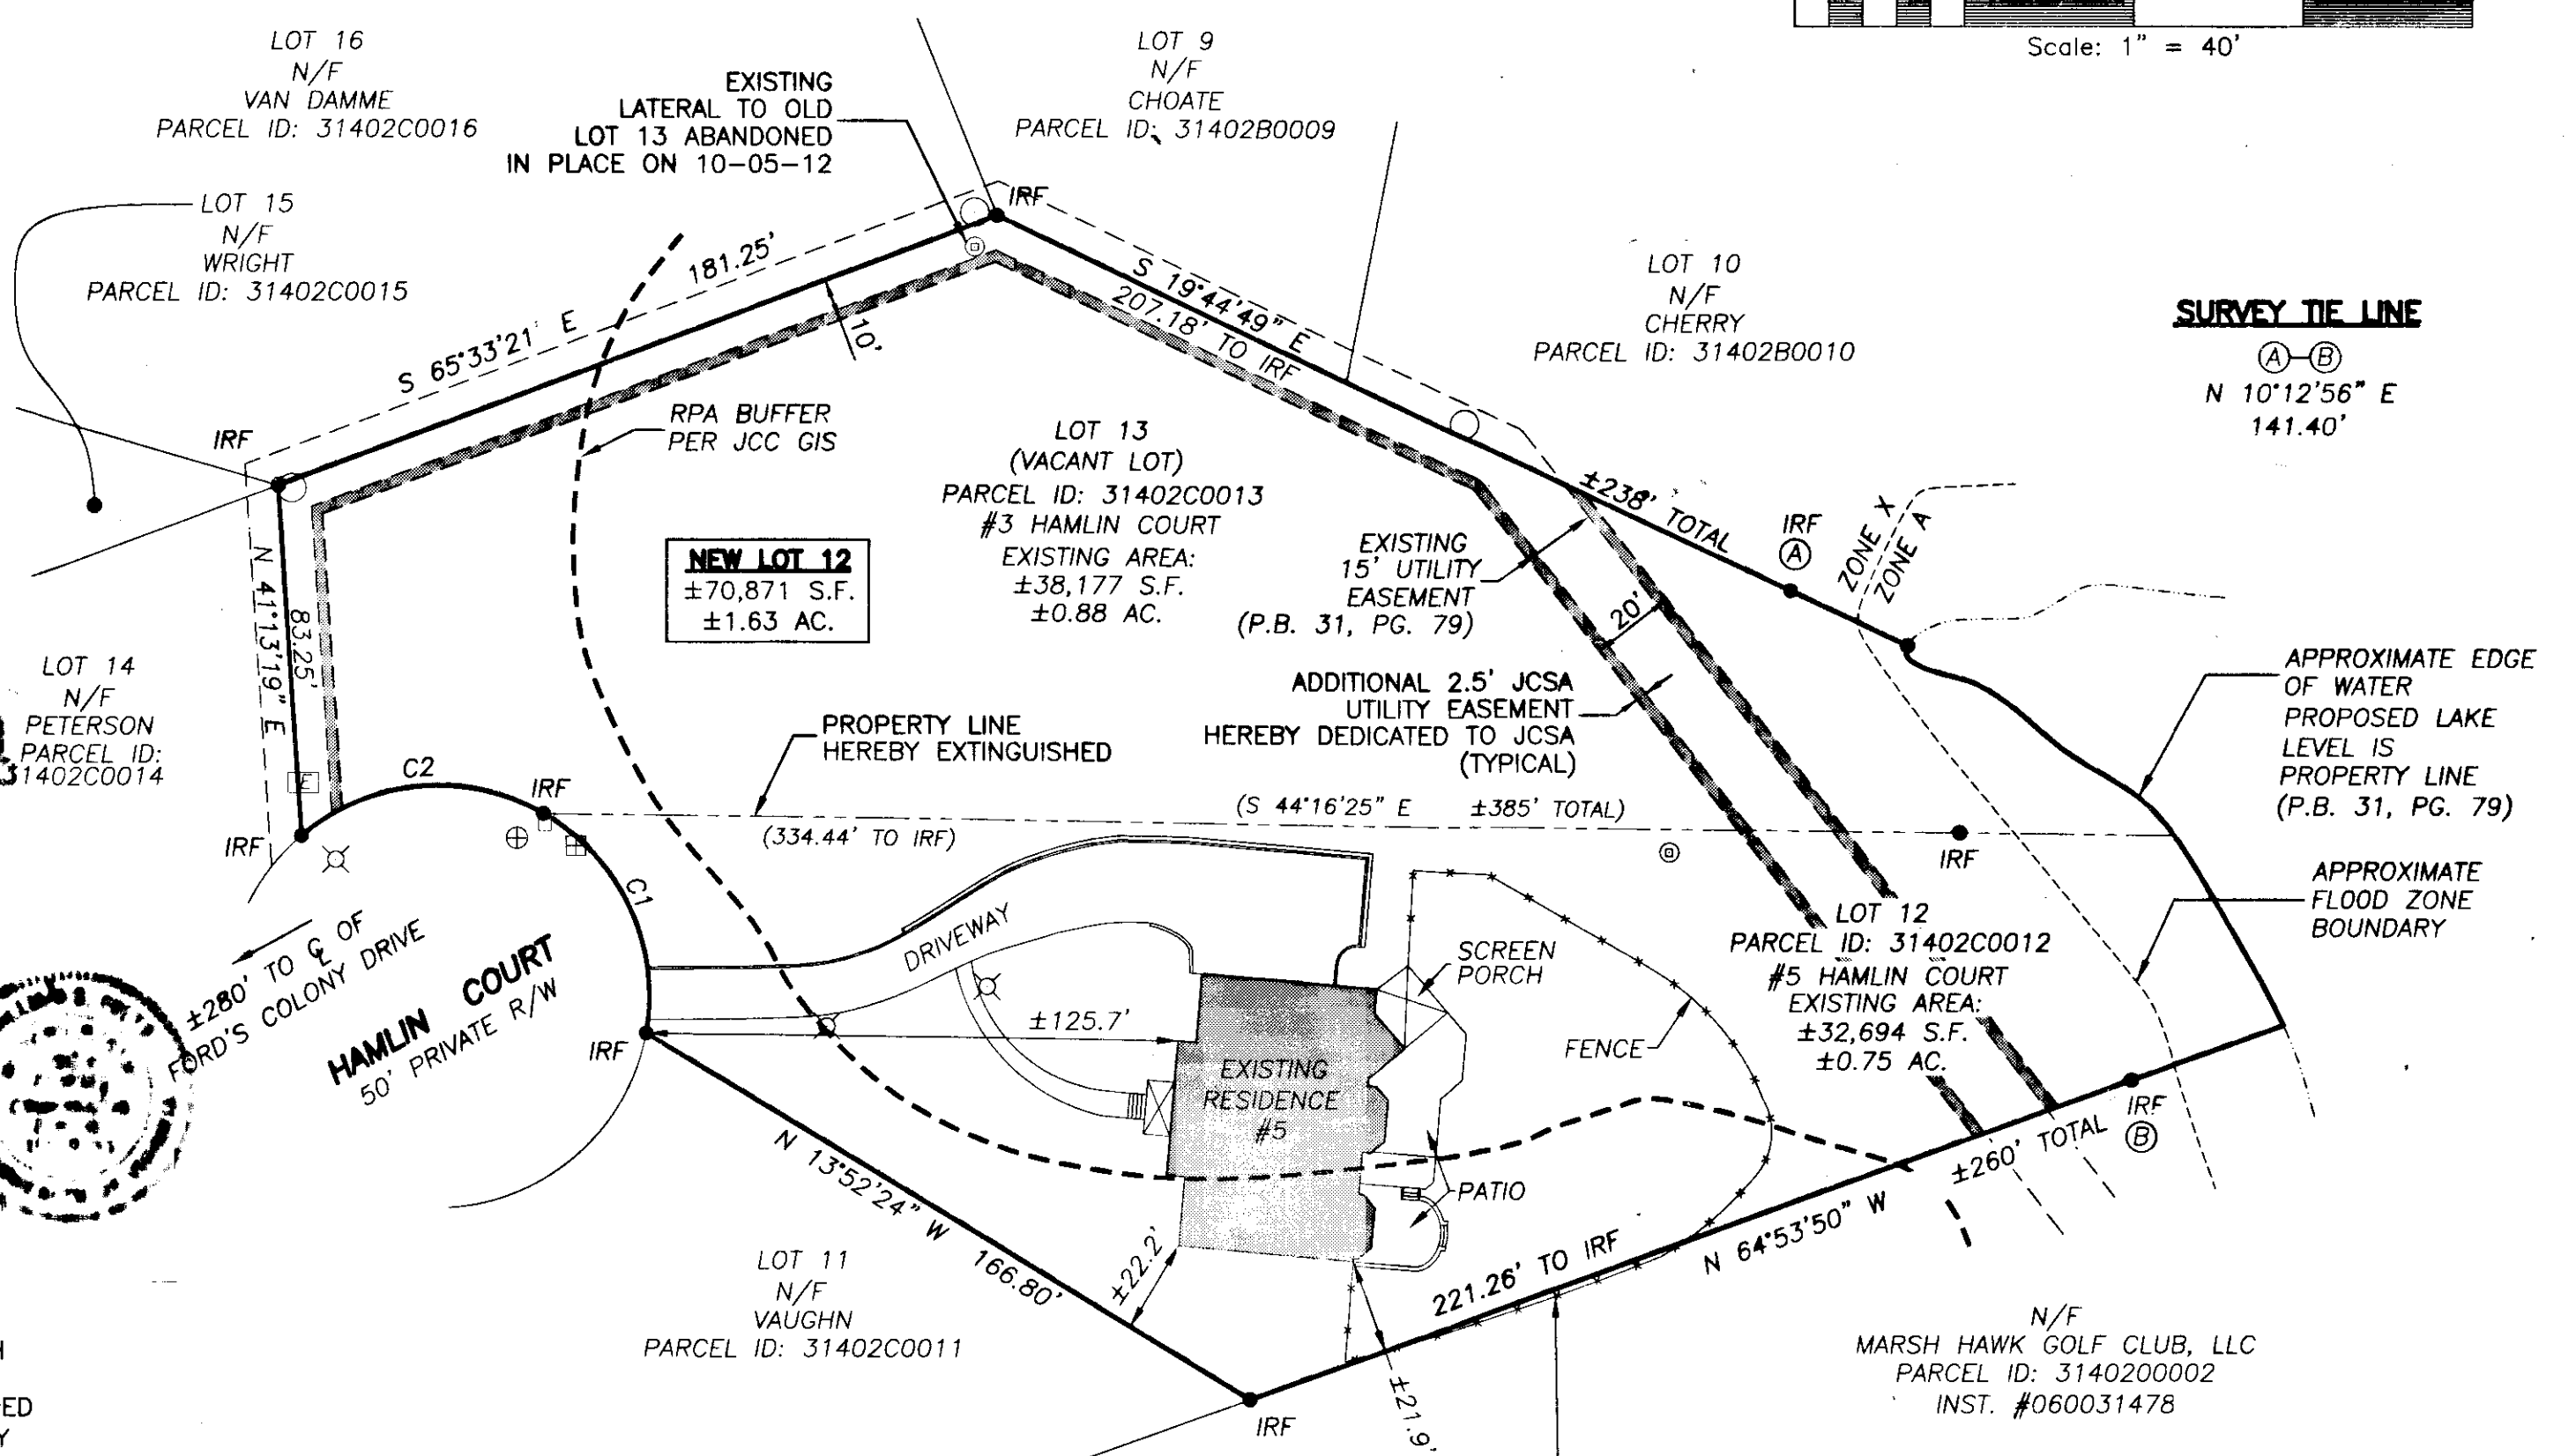 Scale: 1" = 40'
LOT 16
N/F
VAN DAMME
PARCEL ID: 31402C0016
EXISTING
LATERAL TO OLD
LOT 13 ABANDONED
IN PLACE ON 10-05-12
LOT 9
N/F
CHOATE
PARCEL ID: 31402B0009
LOT 15
N/F
WRIGHT
PARCEL ID: 31402C0015
IRF
181.25'
S 65°33'21" E
10'
S 19°44'49" E
207.18' TO IRF
LOT 10
N/F
CHERRY
PARCEL ID: 31402B0010
SURVEY TIE LINE
A-B
N 10°12'56" E
141.40'
IRF
RPA BUFFER
PER JCC GIS
LOT 13
(VACANT LOT)
PARCEL ID: 31402C0013
#3 HAMLIN COURT
EXISTING AREA:
±38,177 S.F.
±0.88 AC.
NEW LOT 12
±70,871 S.F.
±1.63 AC.
EXISTING
15' UTILITY
EASEMENT
(P.B. 31, PG. 79)
±238' TOTAL
IRF
A
ZONE X
ZONE A
20'
N 41°13'19" E
83.25'
LOT 14
N/F
PETERSON
PARCEL ID:
31402C0014
ADDITIONAL 2.5' JCSA
UTILITY EASEMENT
HEREBY DEDICATED TO JCSA
(TYPICAL)
APPROXIMATE EDGE
OF WATER
PROPOSED LAKE
LEVEL IS
PROPERTY LINE
(P.B. 31, PG. 79)
PROPERTY LINE
HEREBY EXTINGUISHED
C2
IRF
E
IRF
(334.44' TO IRF)
(S 44°16'25" E ±385' TOTAL)
IRF
C1
APPROXIMATE
FLOOD ZONE
BOUNDARY
LOT 12
PARCEL ID: 31402C0012
#5 HAMLIN COURT
EXISTING AREA:
±32,694 S.F.
±0.75 AC.
DRIVEWAY
SCREEN
PORCH
±280' TO ℄ OF
FORD'S COLONY DRIVE
HAMLIN COURT
50' PRIVATE R/W
IRF
±125.7'
FENCE
EXISTING
RESIDENCE
#5
IRF
B
±260' TOTAL
N 13°52'24" W
166.80'
PATIO
±22.2'
221.26' TO IRF
N 64°53'50" W
LOT 11
N/F
VAUGHN
PARCEL ID: 31402C0011
±21.9'
IRF
N/F
MARSH HAWK GOLF CLUB, LLC
PARCEL ID: 3140200002
INST. #060031478
ED
Y